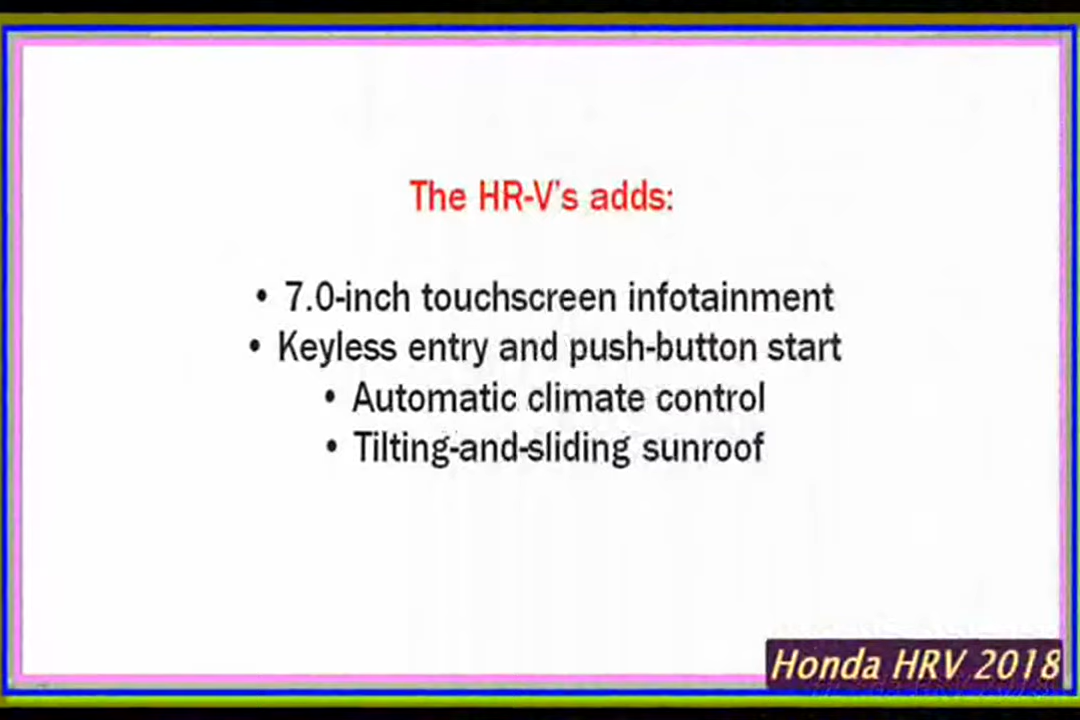 The HR-V's adds:
• 7.0-inch touchscreen infotainment
• Keyless entry and push-button start
• Automatic climate control
• Tilting-and-sliding sunroof
Honda HRV 2018